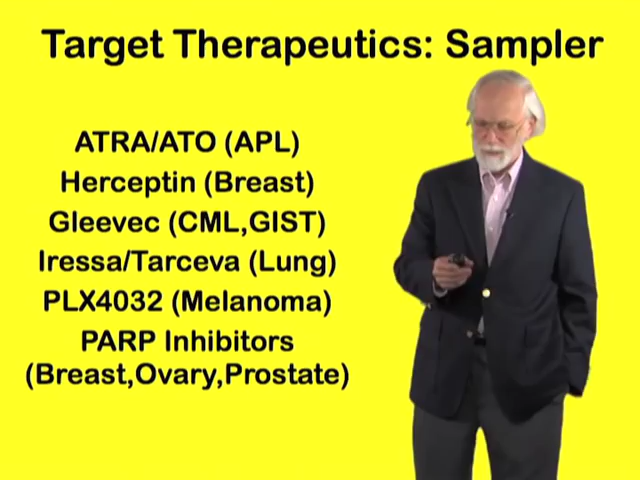 Target Therapeutics: Sampler
ATRA/ATO (APL)
Herceptin (Breast)
Gleevec (CML,GIST)
Iressa/Tarceva (Lung)
PLX4032 (Melanoma)
PARP Inhibitors
(Breast,Ovary,Prostate)